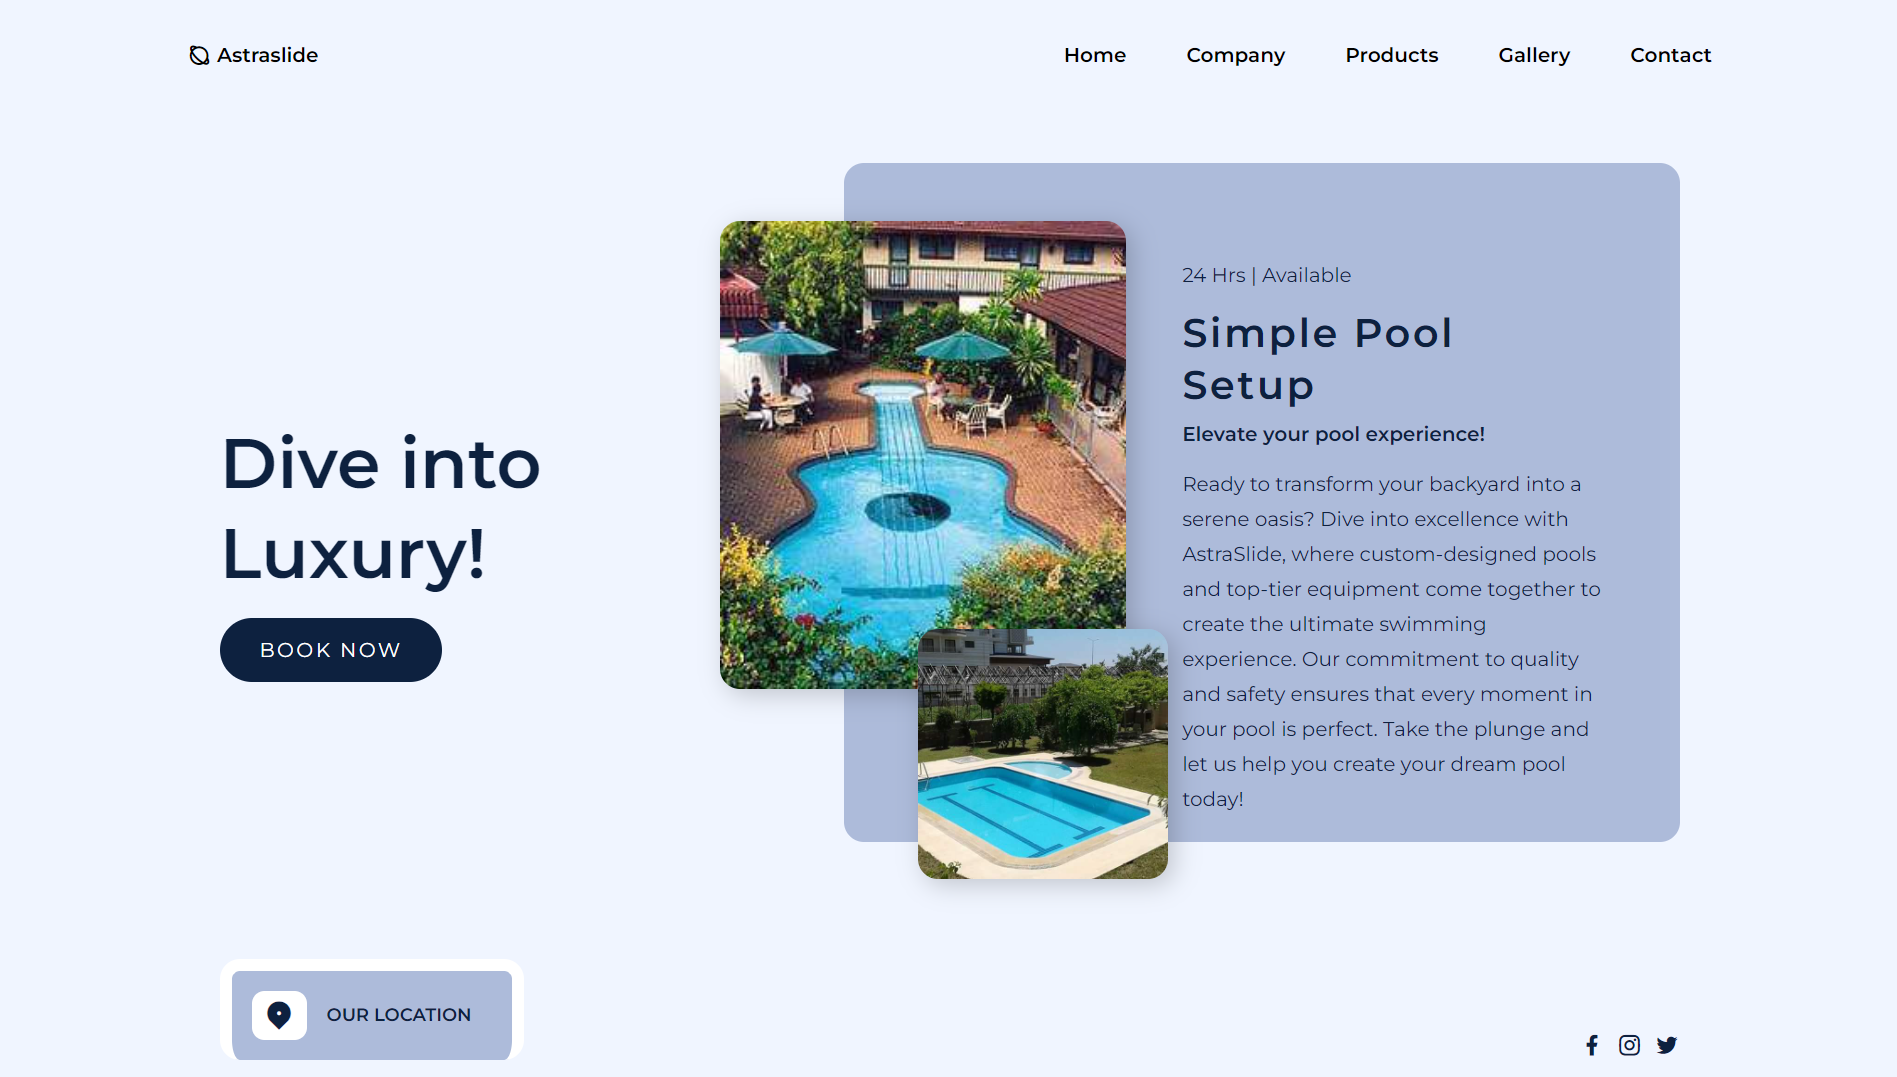 Astraslide
Home
Company
Products
Gallery
Contact
Dive into
Luxury!
BOOK NOW
24 Hrs | Available
Simple Pool
Setup
Elevate your pool experience!
Ready to transform your backyard into a
serene oasis? Dive into excellence with
AstraSlide, where custom-designed pools
and top-tier equipment come together to
create the ultimate swimming
experience. Our commitment to quality
and safety ensures that every moment in
your pool is perfect. Take the plunge and
let us help you create your dream pool
today!
OUR LOCATION